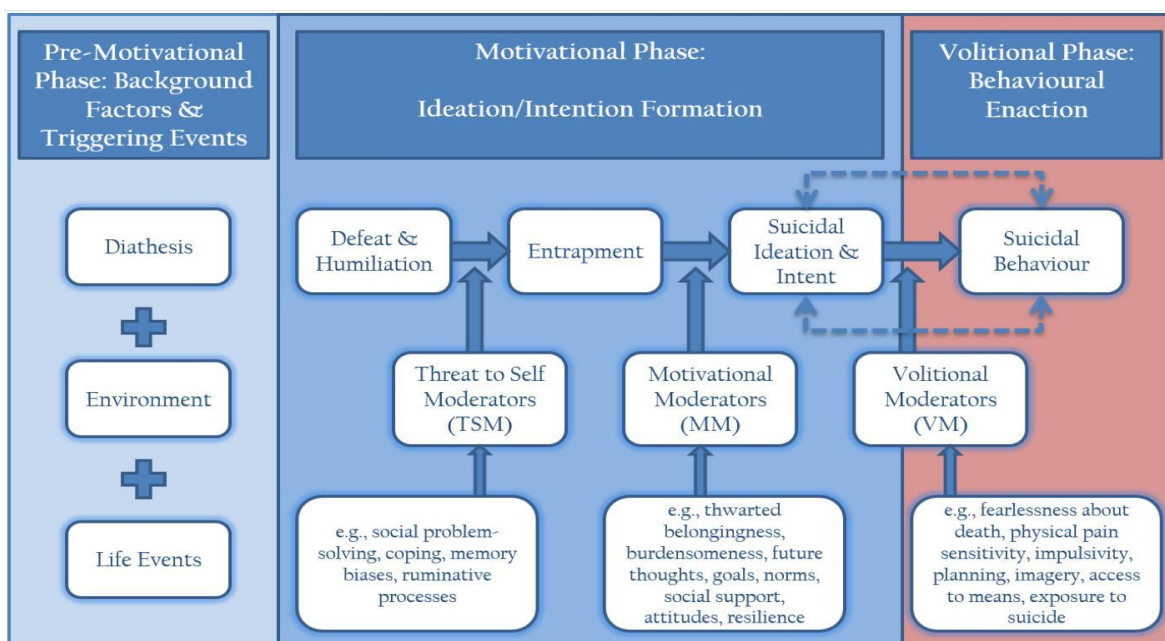 Pre-Motivational
Phase: Background
Factors &
Triggering Events
Motivational Phase:
Ideation/Intention Formation
Volitional Phase:
Behavioural
Enaction
Diathesis
Environment
Life Events
Defeat &
Humiliation
Entrapment
Suicidal
Ideation &
Intent
Suicidal
Behaviour
Threat to Self
Moderators
(TSM)
Motivational
Moderators
(MM)
Volitional
Moderators
(VM)
e.g., social problem-
solving, coping, memory
biases, ruminative
processes
e.g., thwarted
belongingness,
burdensomeness, future
thoughts, goals, norms,
social support,
attitudes, resilience
e.g., fearlessness about
death, physical pain
sensitivity, impulsivity,
planning, imagery, access
to means, exposure to
suicide